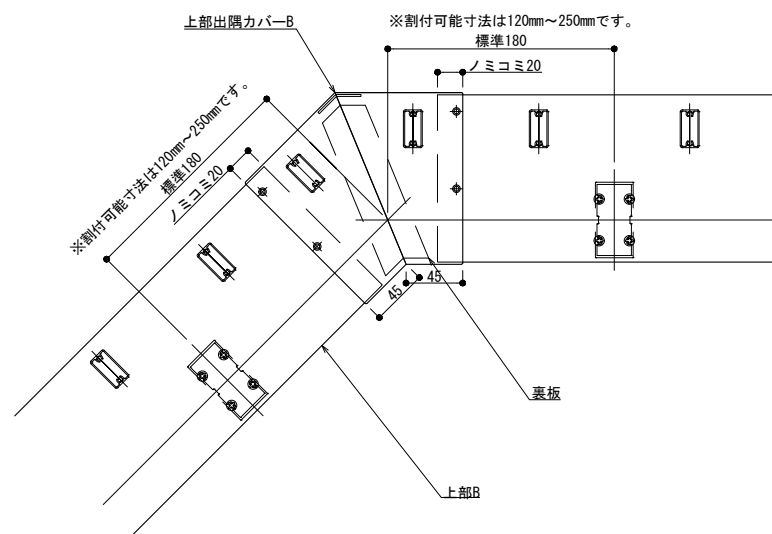 上部出隅カバーB
※割付可能寸法は120㎜～250㎜です。
標準180
ノミコミ20
※割付可能寸法は120㎜～250㎜です。
標準180
ノミコミ20
45
45
裏板
上部B